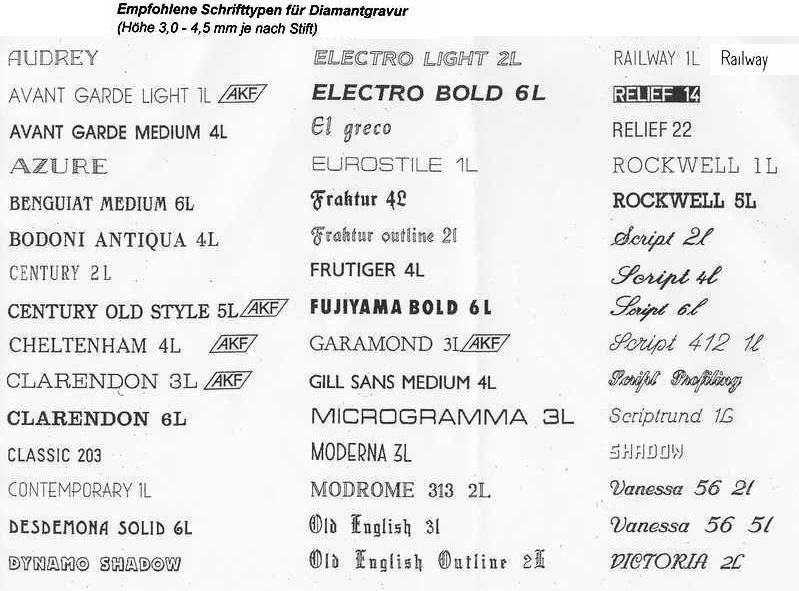 Empfohlene Schrifttypen für Diamantgravur
(Höhe 3,0 - 4,5 mm je nach Stift)
AUDREY
AVANT GARDE LIGHT 1L AKF
AVANT GARDE MEDIUM 4L
AZURE
BENGUIAT MEDIUM 6L
BODONI ANTIQUA 4L
CENTURY 2L
CENTURY OLD STYLE 5L AKF
CHELTENHAM 4L AKF
CLARENDON 3L AKF
CLARENDON 6L
CLASSIC 203
CONTEMPORARY 1L
DESDEMONA SOLID 6L
DYNAMO SHADOW
ELECTRO LIGHT 2L
ELECTRO BOLD 6L
El greco
EUROSTILE 1L
Fraktur 4L
Fraktur outline 2l
FRUTIGER 4L
FUJIYAMA BOLD 6L
GARAMOND 3L AKF
GILL SANS MEDIUM 4L
MICROGRAMMA 3L
MODERNA 3L
MODROME 313 2L
Old English 3l
Old English Outline 2L
RAILWAY 1L Railway
RELIEF 14
RELIEF 22
ROCKWELL 1L
ROCKWELL 5L
Script 2l
Script 4l
Script 6l
Script 412 1l
Script Profiling
Scriptrund 1L
SHADOW
Vanessa 56 2l
Vanessa 56 5l
VICTORIA 2L